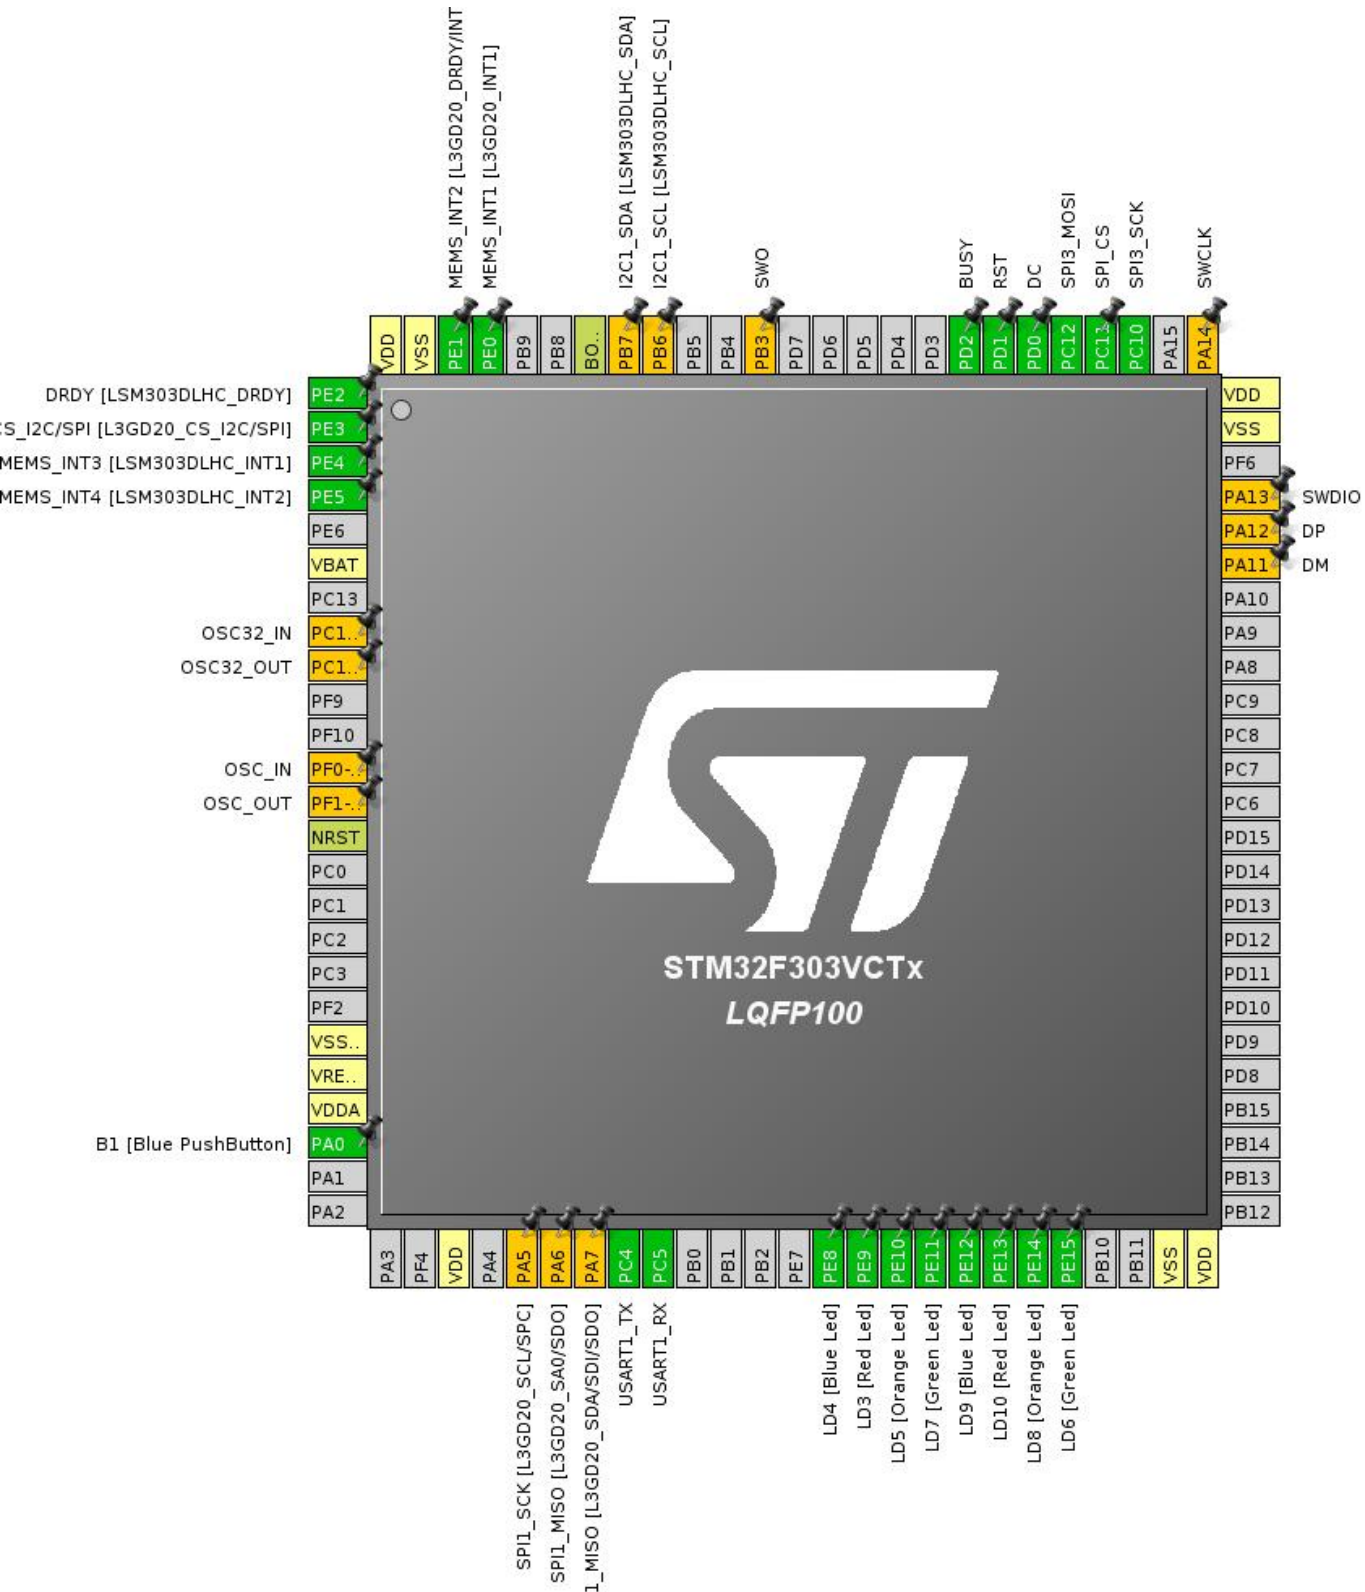 MEMS_INT2 [L3GD20_DRDY/INT
MEMS_INT1 [L3GD20_INT1]
I2C1_SDA [LSM303DLHC_SDA]
I2C1_SCL [LSM303DLHC_SCL]
SWO
BUSY
RST
DC
SPI3_MOSI
SPI_CS
SPI3_SCK
SWCLK
VDD
VSS
PE1
PE0
PB9
PB8
BO..
PB7
PB6
PB5
PB4
PB3
PD7
PD6
PD5
PD4
PD3
PD2
PD1
PD0
PC12
PC11
PC10
PA15
PA14
DRDY [LSM303DLHC_DRDY] PE2
CS_I2C/SPI [L3GD20_CS_I2C/SPI] PE3
MEMS_INT3 [LSM303DLHC_INT1] PE4
MEMS_INT4 [LSM303DLHC_INT2] PE5
PE6
VBAT
PC13
OSC32_IN PC1..
OSC32_OUT PC1..
PF9
PF10
OSC_IN PF0-..
OSC_OUT PF1-..
NRST
PC0
PC1
PC2
PC3
PF2
VSS..
VRE..
VDDA
B1 [Blue PushButton] PA0
PA1
PA2
ST
STM32F303VCTx
LQFP100
VDD
VSS
PF6
PA13 SWDIO
PA12 DP
PA11 DM
PA10
PA9
PA8
PC9
PC8
PC7
PC6
PD15
PD14
PD13
PD12
PD11
PD10
PD9
PD8
PB15
PB14
PB13
PB12
PA3
PF4
VDD
PA4
PA5
PA6
PA7
PC4
PC5
PB0
PB1
PB2
PE7
PE8
PE9
PE10
PE11
PE12
PE13
PE14
PE15
PB10
PB11
VSS
VDD
SPI1_SCK [L3GD20_SCL/SPC]
SPI1_MISO [L3GD20_SA0/SDO]
1_MISO [L3GD20_SDA/SDI/SDO]
USART1_TX
USART1_RX
LD4 [Blue Led]
LD3 [Red Led]
LD5 [Orange Led]
LD7 [Green Led]
LD9 [Blue Led]
LD10 [Red Led]
LD8 [Orange Led]
LD6 [Green Led]